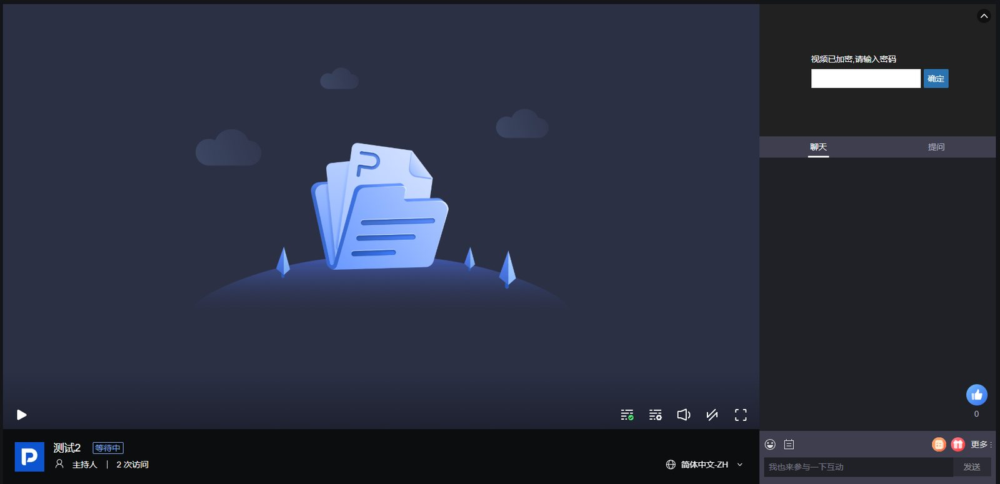 视频已加密,请输入密码
确定
聊天 提问
0
测试2 等待中
主持人 | 2 次访问
简体中文-ZH
更多
我也来参与一下互动 发送